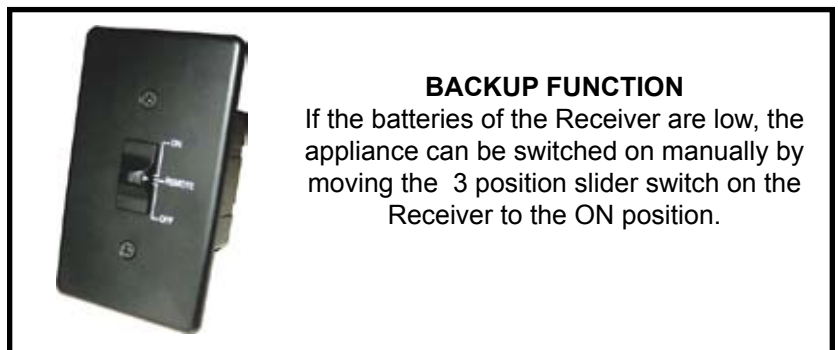 BACKUP FUNCTION
If the batteries of the Receiver are low, the
appliance can be switched on manually by
moving the  3 position slider switch on the
Receiver to the ON position.
ON
REMOTE
OFF